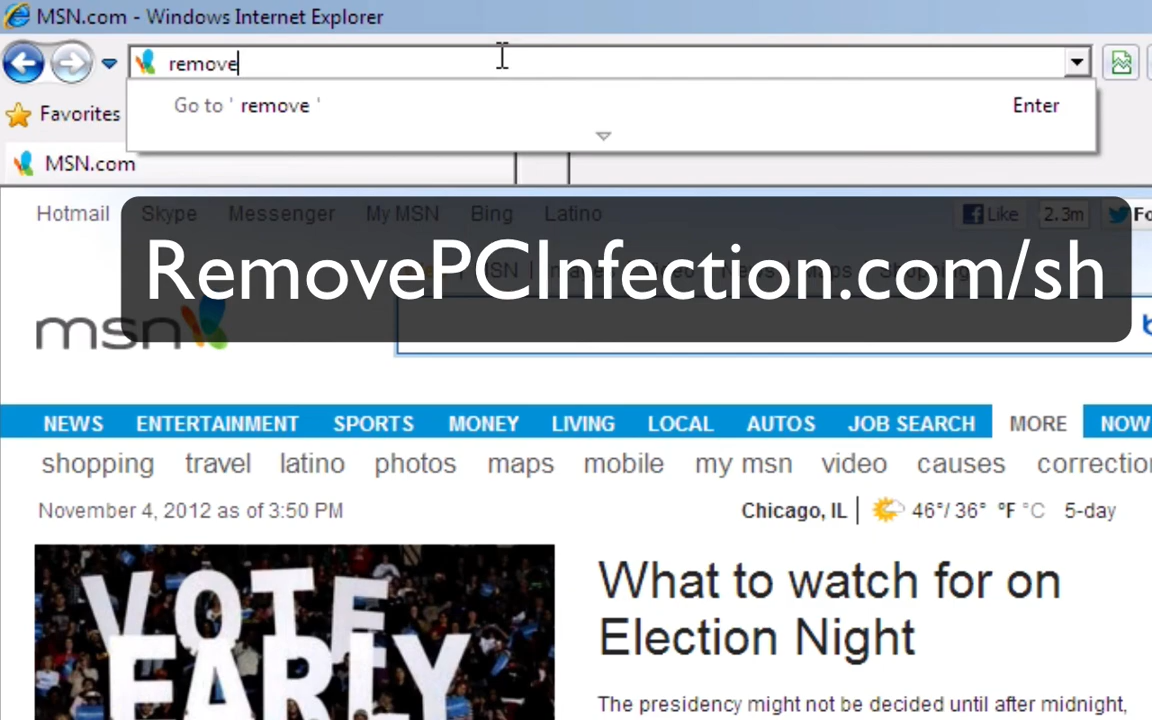 MSN.com - Windows Internet Explorer
remove
Go to ' remove '
Enter
Favorites
MSN.com
Hotmail Skype Messenger My MSN Bing Latino
Like 2.3m Fo
RemovePCInfection.com/sh
msn
NEWS ENTERTAINMENT SPORTS MONEY LIVING LOCAL AUTOS JOB SEARCH MORE NOW
shopping travel latino photos maps mobile my msn video causes correction
November 4, 2012 as of 3:50 PM
Chicago, IL 46°/ 36° °F °C 5-day
VOTE
EARLY
What to watch for on
Election Night
The presidency might not be decided until after midnight,